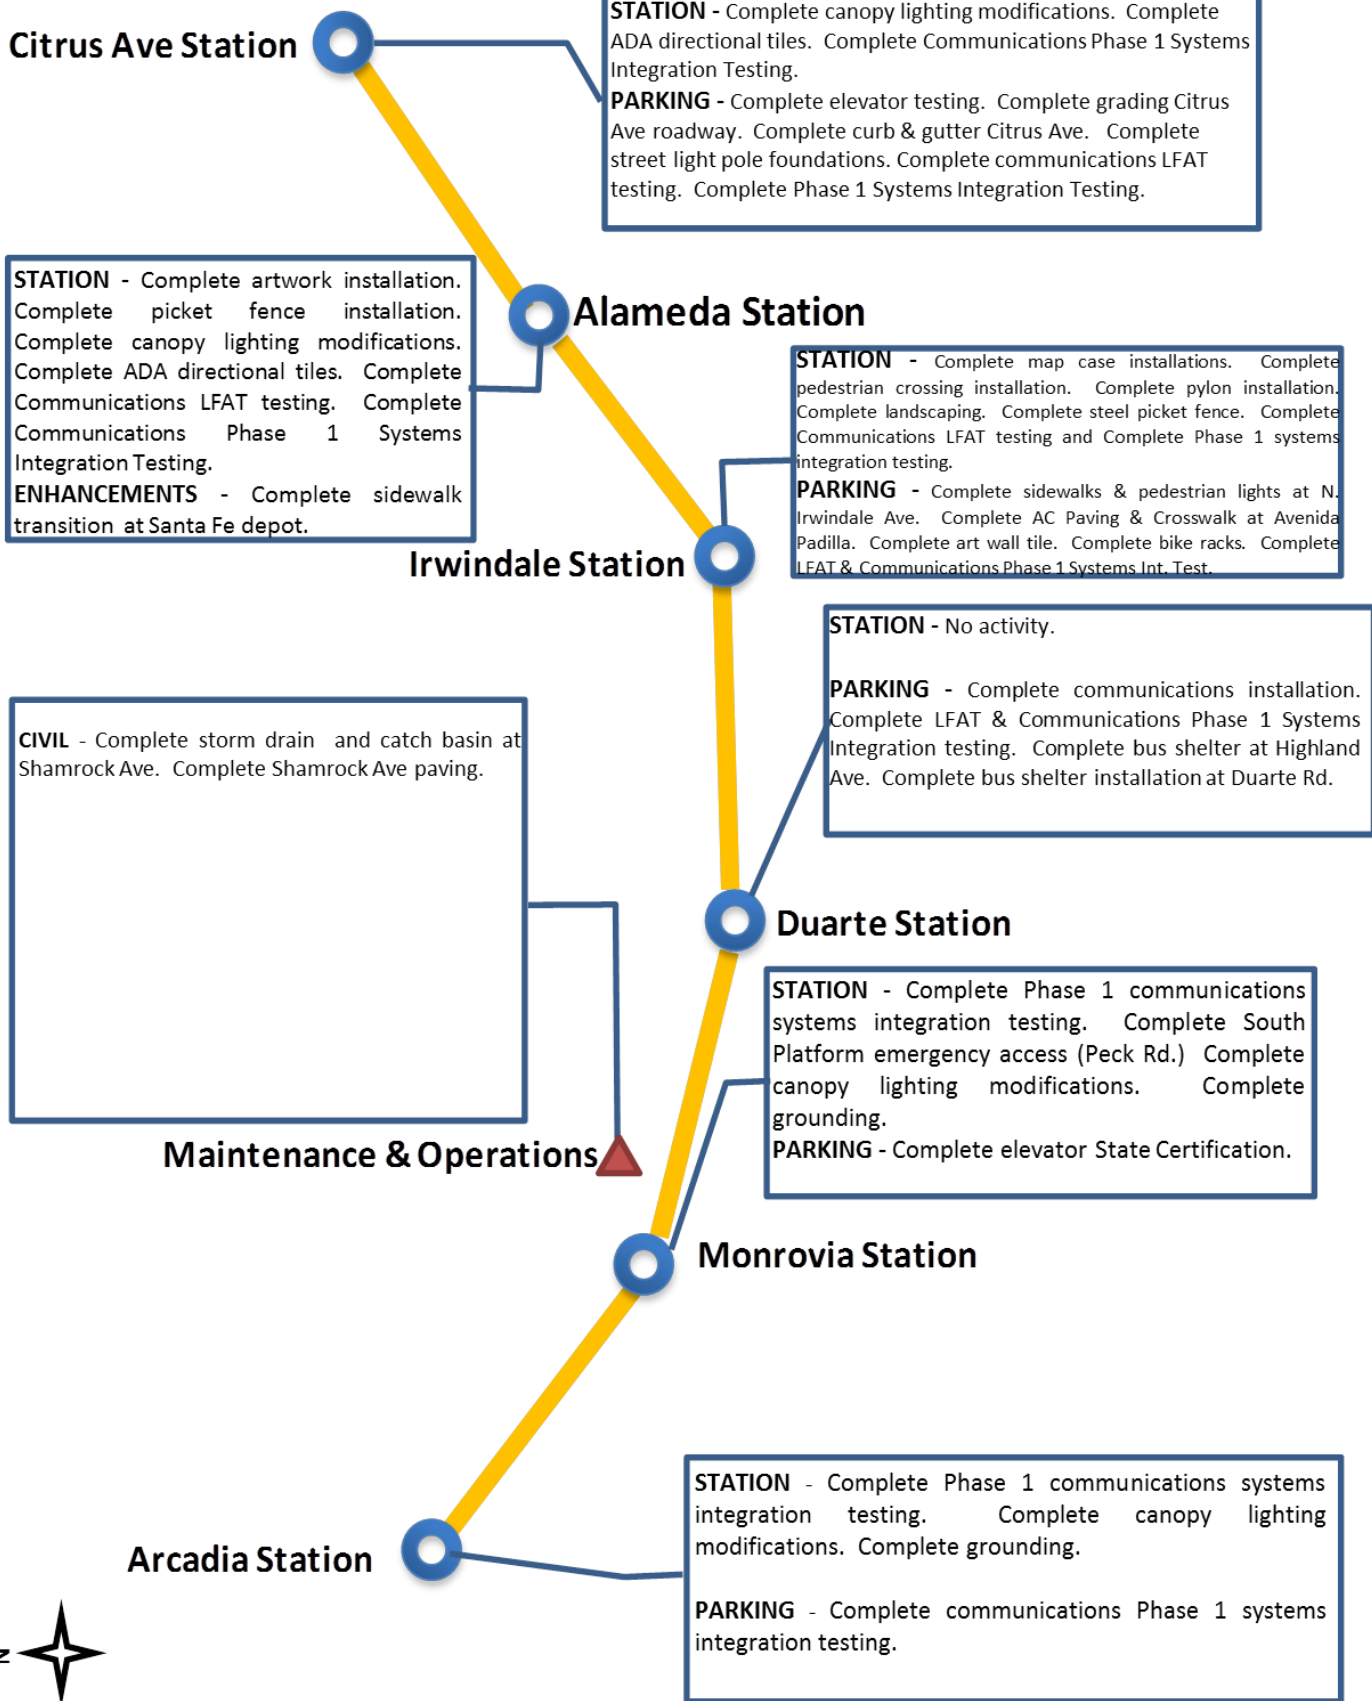 STATION - Complete canopy lighting modifications. Complete
ADA directional tiles. Complete Communications Phase 1 Systems
Integration Testing.
PARKING - Complete elevator testing. Complete grading Citrus
Ave roadway. Complete curb & gutter Citrus Ave. Complete
street light pole foundations. Complete communications LFAT
testing. Complete Phase 1 Systems Integration Testing.
Citrus Ave Station
STATION - Complete artwork installation.
Complete picket fence installation.
Complete canopy lighting modifications.
Complete ADA directional tiles. Complete
Communications LFAT testing. Complete
Communications Phase 1 Systems
Integration Testing.
ENHANCEMENTS - Complete sidewalk
transition at Santa Fe depot.
Alameda Station
STATION - Complete map case installations. Complete
pedestrian crossing installation. Complete pylon installation.
Complete landscaping. Complete steel picket fence. Complete
Communications LFAT testing and Complete Phase 1 systems
integration testing.
PARKING - Complete sidewalks & pedestrian lights at N.
Irwindale Ave. Complete AC Paving & Crosswalk at Avenida
Padilla. Complete art wall tile. Complete bike racks. Complete
LFAT & Communications Phase 1 Systems Int. Test.
Irwindale Station
STATION - No activity.
PARKING - Complete communications installation.
Complete LFAT & Communications Phase 1 Systems
Integration testing. Complete bus shelter at Highland
Ave. Complete bus shelter installation at Duarte Rd.
CIVIL - Complete storm drain and catch basin at
Shamrock Ave. Complete Shamrock Ave paving.
Duarte Station
STATION - Complete Phase 1 communications
systems integration testing. Complete South
Platform emergency access (Peck Rd.) Complete
canopy lighting modifications. Complete
grounding.
PARKING - Complete elevator State Certification.
Maintenance & Operations
Monrovia Station
STATION - Complete Phase 1 communications systems
integration testing. Complete canopy lighting
modifications. Complete grounding.
PARKING - Complete communications Phase 1 systems
integration testing.
Arcadia Station
N